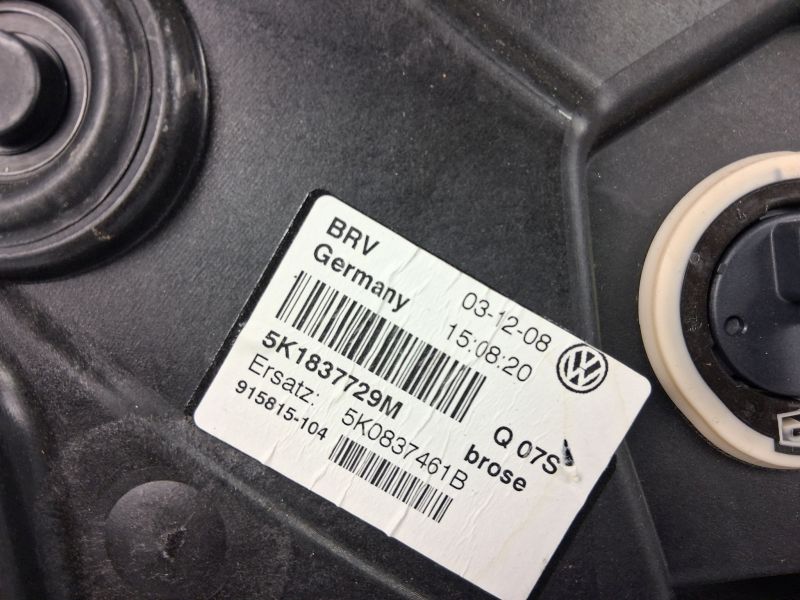 BRV
Germany
03-12-08
15:08:20
5K1837729M
Ersatz: 5K0837461B
915815-104
Q 07S
brose